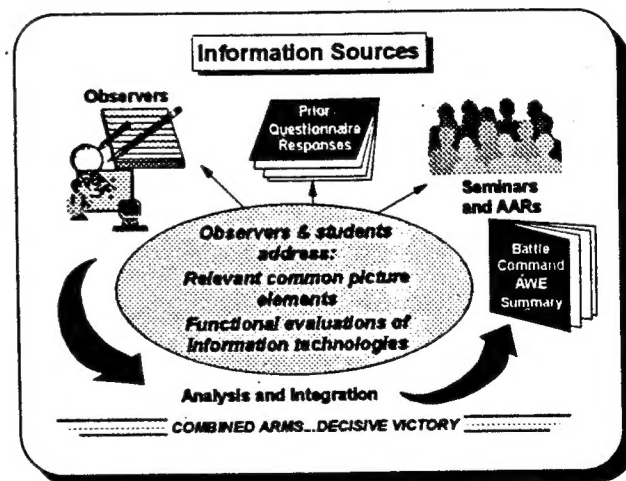 Information Sources
Observers
Prior
Questionnaire
Responses
Seminars
and AARs
Observers & students
address:
Relevant common picture
elements
Functional evaluations of
Information technologies
Battle
Command
AWE
Summary
Analysis and Integration
COMBINED ARMS...DECISIVE VICTORY